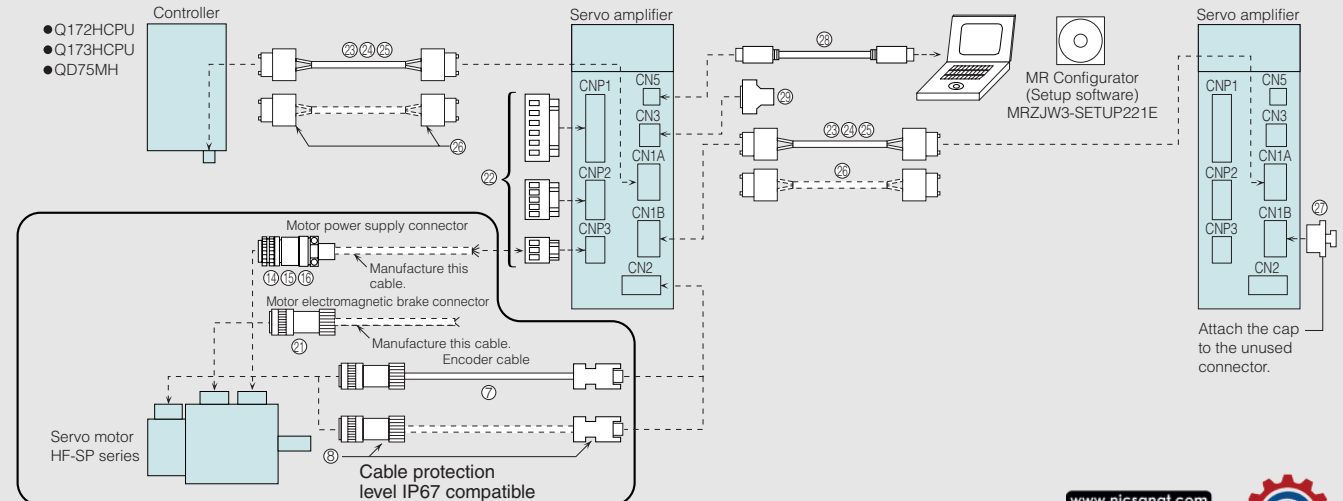 Controller
●Q172HCPU
●Q173HCPU
●QD75MH
㉓㉔㉕
㉖
Servo amplifier
CNP1
CN5
CN3
CN1A
CNP2
CN1B
CNP3
CN2
㉒
㉘
㉙
MR Configurator
(Setup software)
MRZJW3-SETUP221E
㉓㉔㉕
㉖
Servo amplifier
CNP1
CN5
CN3
CN1A
CNP2
CN1B
CNP3
CN2
㉗
Attach the cap
to the unused
connector.
Motor power supply connector
⑭⑮⑯
Manufacture this
cable.
Motor electromagnetic brake connector
㉑
Manufacture this cable.
Encoder cable
⑦
⑧
Servo motor
HF-SP series
Cable protection
level IP67 compatible